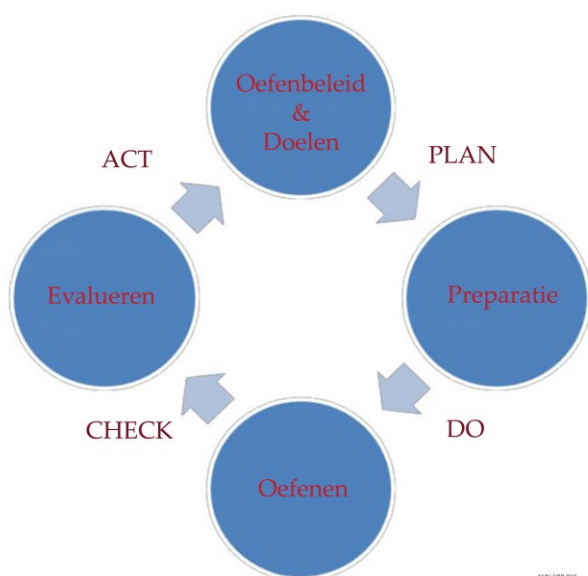 Oefenbeleid
&
Doelen
ACT
PLAN
Evalueren
Preparatie
CHECK
DO
Oefenen